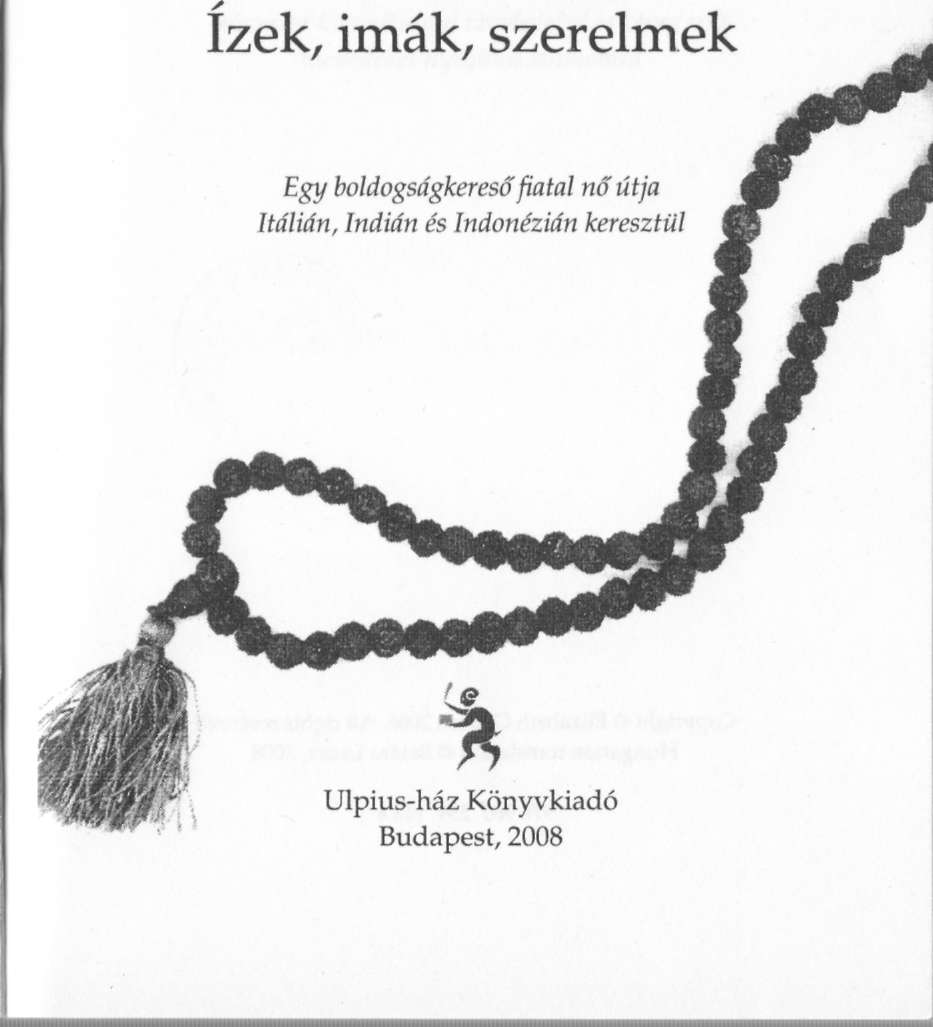 Ízek, imák, szerelmek
Egy boldogságkereső fiatal nő útja
Itálián, Indián és Indonézián keresztül
Ulpius-ház Könyvkiadó
Budapest, 2008